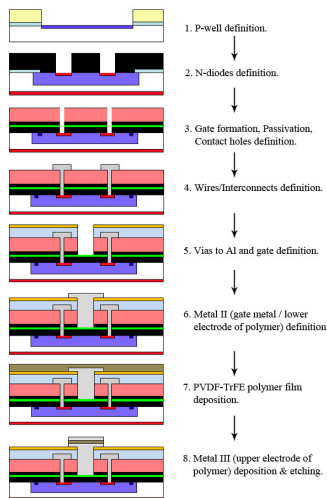 1. P-well definition.
2. N-diodes definition.
3. Gate formation, Passivation,
Contact holes definition.
4. Wires/Interconnects definition.
5. Vias to Al and gate definition.
6. Metal II (gate metal / lower
electrode of polymer) definition
7. PVDF-TrFE polymer film
deposition.
8. Metal III (upper electrode of
polymer) deposition & etching.